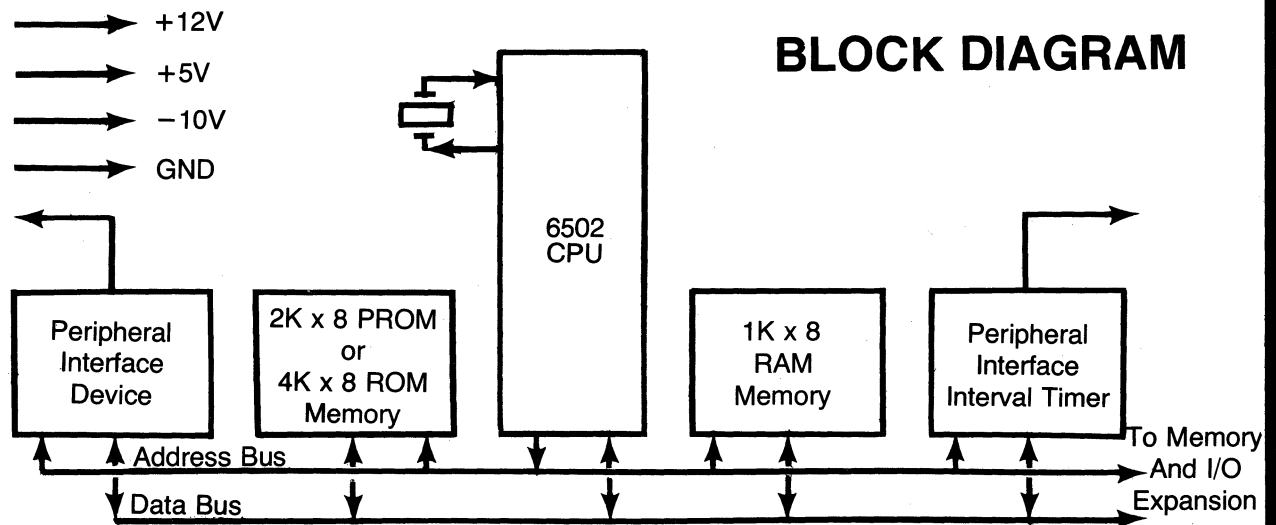 +12V
+5V
−10V
GND
BLOCK DIAGRAM
6502
CPU
Peripheral
Interface
Device
2K x 8 PROM
or
4K x 8 ROM
Memory
1K x 8
RAM
Memory
Peripheral
Interface
Interval Timer
Address Bus
Data Bus
To Memory
And I/O
Expansion